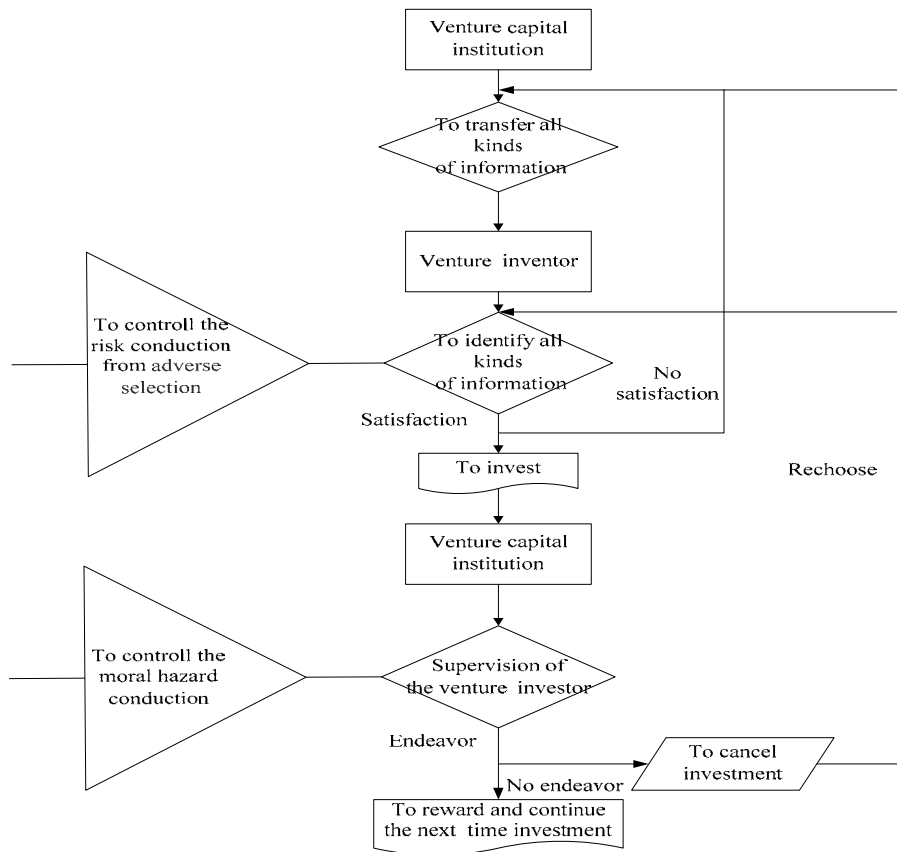 Venture capital
institution
To transfer all
kinds
of information
Venture inventor
To controll the
risk conduction
from adverse
selection
To identify all
kinds
of information
No
satisfaction
Satisfaction
To invest
Rechoose
Venture capital
institution
To controll the
moral hazard
conduction
Supervision of
the venture investor
Endeavor
No endeavor
To cancel
investment
To reward and continue
the next time investment